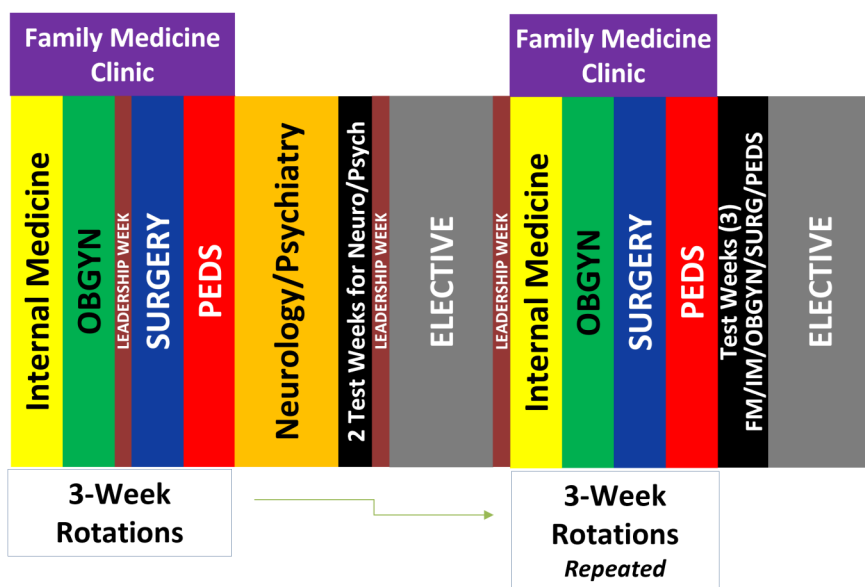 Family Medicine
Clinic
Family Medicine
Clinic
Internal Medicine
OBGYN
LEADERSHIP WEEK
SURGERY
PEDS
Neurology/Psychiatry
2 Test Weeks for Neuro/Psych
LEADERSHIP WEEK
ELECTIVE
LEADERSHIP WEEK
Internal Medicine
OBGYN
SURGERY
PEDS
Test Weeks (3)
FM/IM/OBGYN/SURG/PEDS
ELECTIVE
3-Week
Rotations
3-Week
Rotations
Repeated